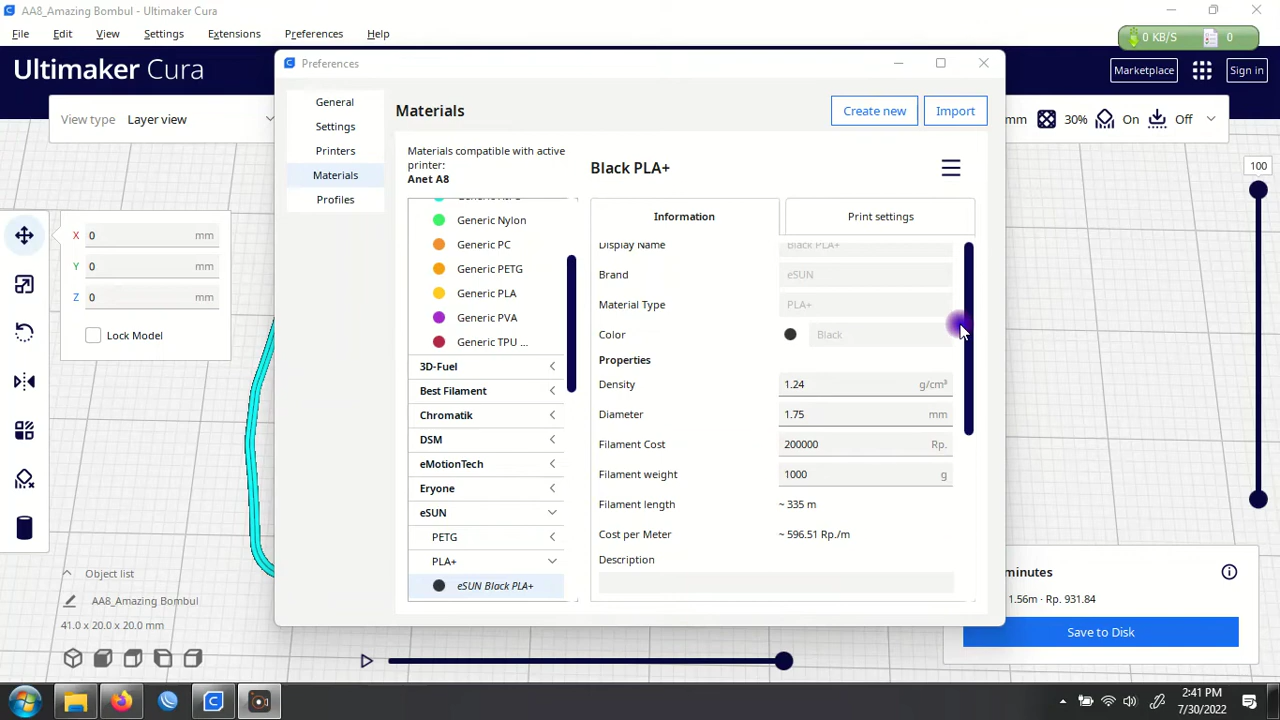 AA8_Amazing Bombul - Ultimaker Cura
File Edit View Settings Extensions Preferences Help
0 KB/S 0
Ultimaker Cura
Marketplace
Sign in
View type Layer view
mm 30% On Off
Preferences
General
Settings
Printers
Materials
Profiles
Materials
Create new
Import
Materials compatible with active
printer:
Anet A8
Generic Nylon
Generic PC
Generic PETG
Generic PLA
Generic PVA
Generic TPU ...
3D-Fuel
Best Filament
Chromatik
DSM
eMotionTech
Eryone
eSUN
PETG
PLA+
eSUN Black PLA+
Black PLA+
Information
Print settings
Display Name Black PLA+
Brand eSUN
Material Type PLA+
Color Black
Properties
Density 1.24 g/cm³
Diameter 1.75 mm
Filament Cost 200000 Rp.
Filament weight 1000 g
Filament length ~ 335 m
Cost per Meter ~ 596.51 Rp./m
Description
X 0 mm
Y 0 mm
Z 0 mm
Lock Model
100
Object list
AA8_Amazing Bombul
41.0 x 20.0 x 20.0 mm
minutes
1.56m · Rp. 931.84
Save to Disk
2:41 PM
7/30/2022